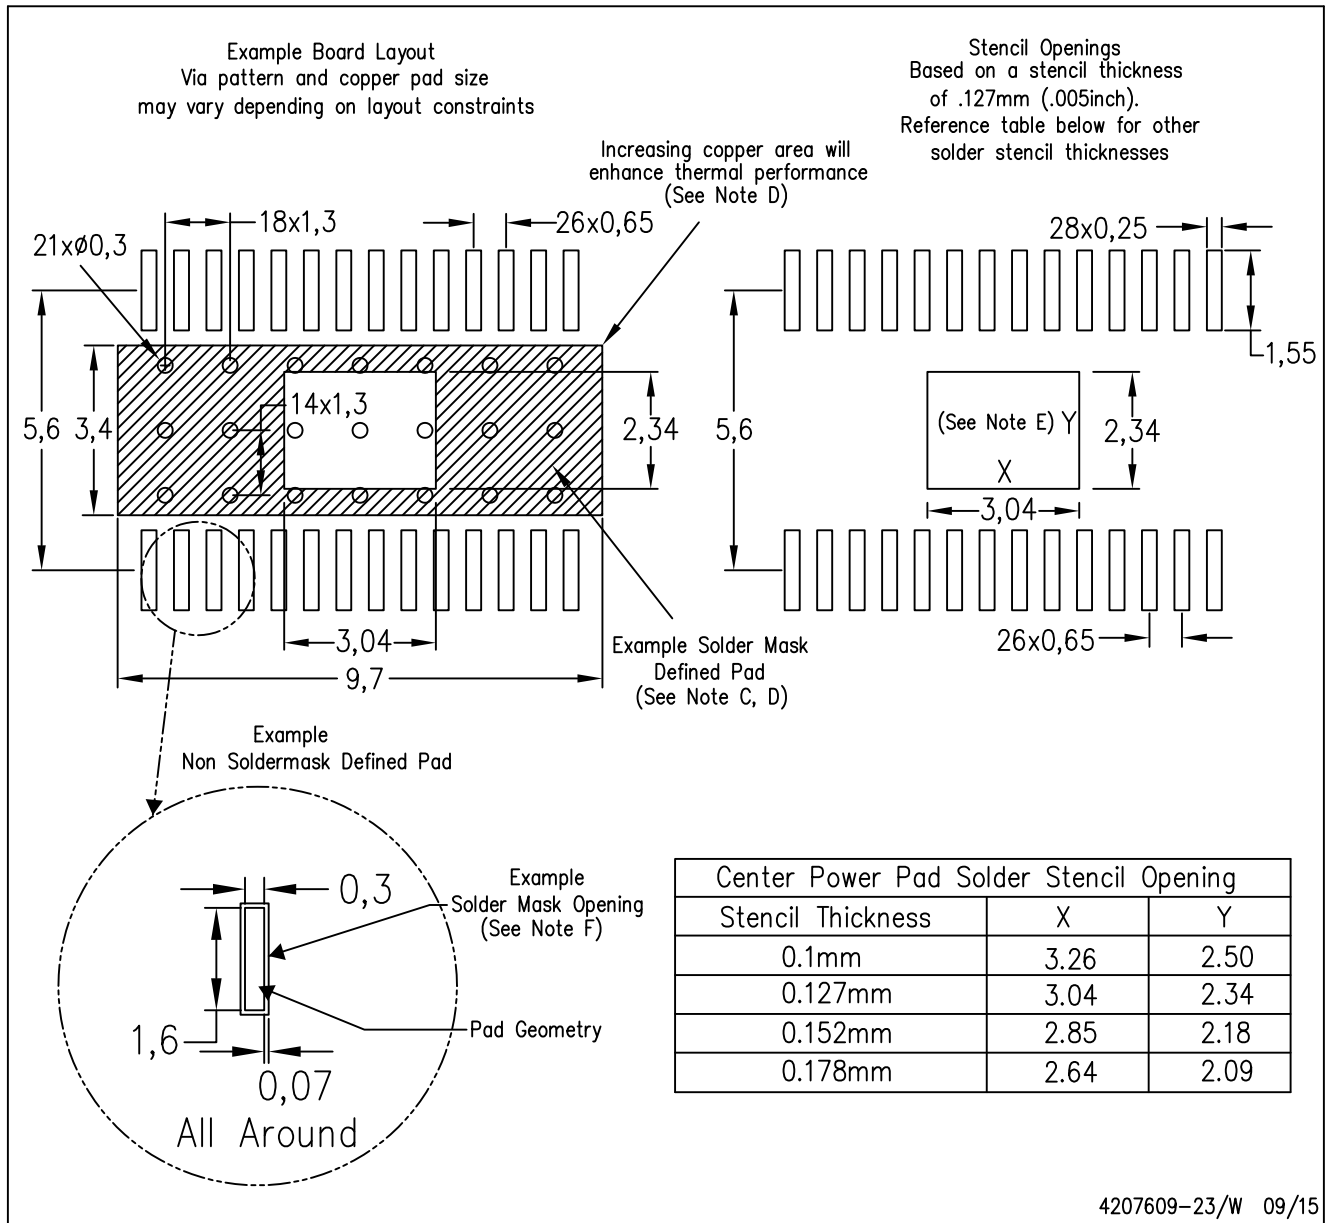 Example Board Layout
Via pattern and copper pad size
may vary depending on layout constraints
Stencil Openings
Based on a stencil thickness
of .127mm (.005inch).
Reference table below for other
solder stencil thicknesses
Increasing copper area will
enhance thermal performance
(See Note D)
18x1,3
26x0,65
21xø0,3
14x1,3
5,6
3,4
2,34
3,04
9,7
Example Solder Mask
Defined Pad
(See Note C, D)
28x0,25
1,55
5,6
(See Note E) Y
X
2,34
3,04
26x0,65
Example
Non Soldermask Defined Pad
0,3
Example
Solder Mask Opening
(See Note F)
1,6
Pad Geometry
0,07
All Around
Center Power Pad Solder Stencil Opening
Stencil Thickness X Y
0.1mm 3.26 2.50
0.127mm 3.04 2.34
0.152mm 2.85 2.18
0.178mm 2.64 2.09
4207609-23/W 09/15